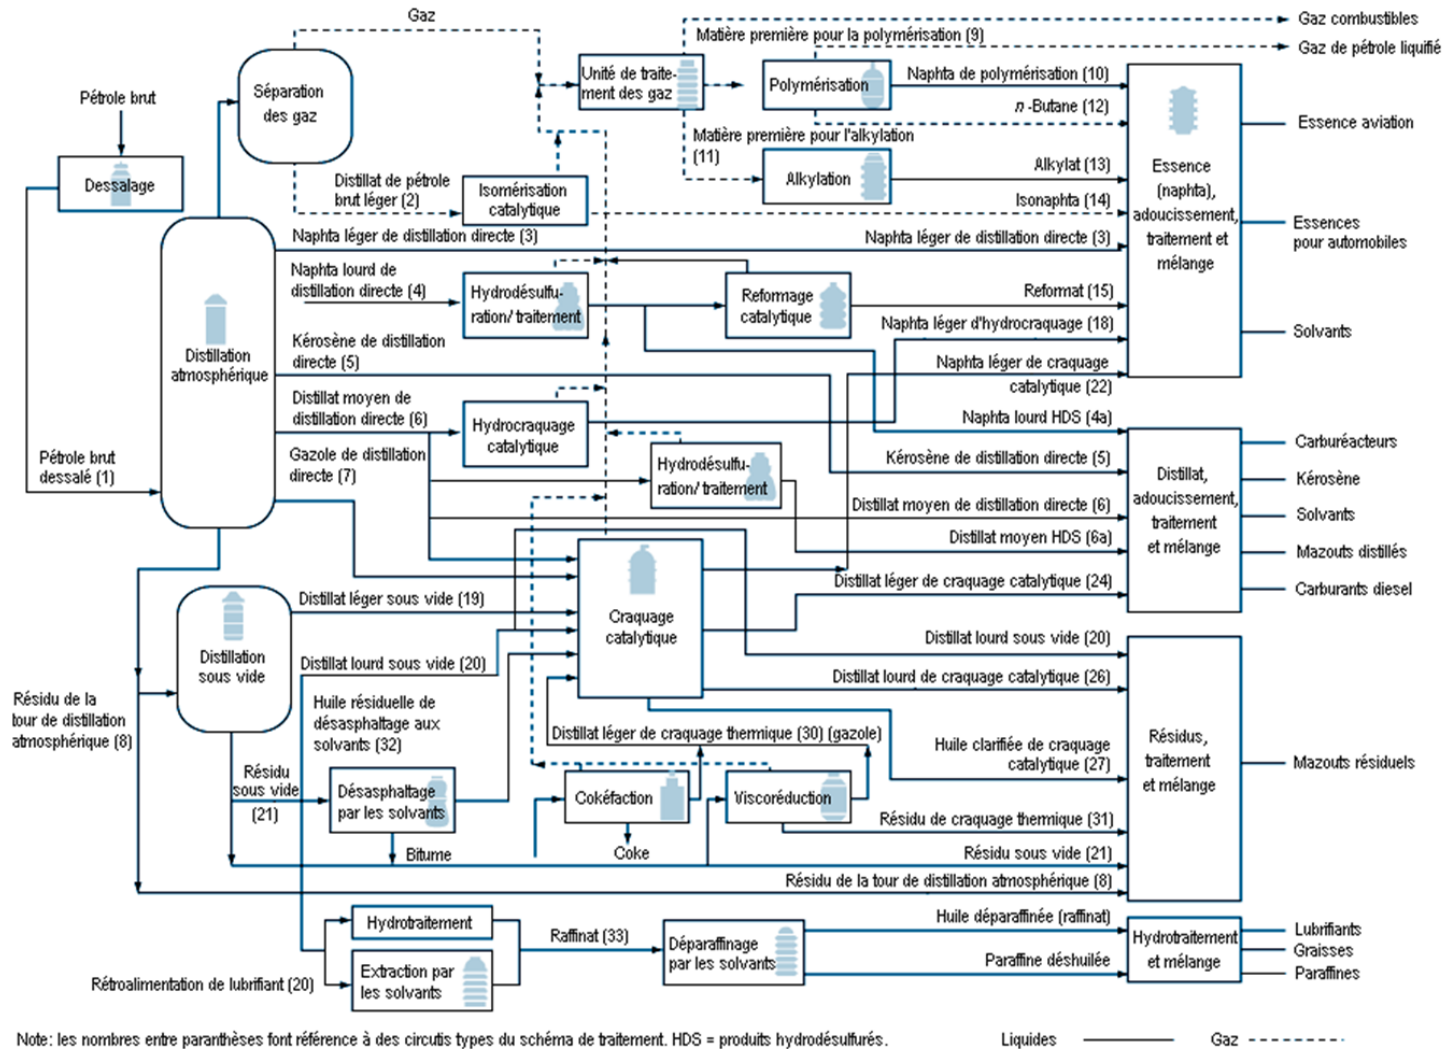 Gaz
Gaz combustibles
Matière première pour la polymérisation (9)
Gaz de pétrole liquifié
Pétrole brut
Séparation
des gaz
Unité de traite-
ment des gaz
Polymérisation
Naphta de polymérisation (10)
n -Butane (12)
Essence aviation
Matière première pour l'alkylation
(11)
Dessalage
Distillat de pétrole
brut léger (2)
Isomérisation
catalytique
Alkylation
Alkylat (13)
Isonaphta (14)
Essence
(naphta),
adoucissement,
traitement et
mélange
Essences
pour automobiles
Naphta léger de distillation directe (3)
Naphta léger de distillation directe (3)
Naphta lourd de
distillation directe (4)
Hydrodésulfu-
ration/ traitement
Reformage
catalytique
Reformat (15)
Naphta léger d'hydrocraquage (18)
Solvants
Distillation
atmosphérique
Kérosène de distillation
directe (5)
Naphta léger de craquage
catalytique (22)
Distillat moyen de
distillation directe (6)
Hydrocraquage
catalytique
Naphta lourd HDS (4a)
Gazole de distillation
directe (7)
Pétrole brut
dessalé (1)
Hydrodésulfu-
ration/ traitement
Kérosène de distillation directe (5)
Distillat moyen de distillation directe (6)
Distillat moyen HDS (6a)
Distillat léger de craquage catalytique (24)
Distillat,
adoucissement,
traitement
et mélange
Carburéacteurs
Kérosène
Solvants
Mazouts distillés
Carburants diesel
Distillat léger sous vide (19)
Craquage
catalytique
Distillation
sous vide
Distillat lourd sous vide (20)
Distillat lourd sous vide (20)
Distillat lourd de craquage catalytique (26)
Résidu de la
tour de distillation
atmosphérique (8)
Huile résiduelle de
désasphaltage aux
solvants (32)
Distillat léger de craquage thermique (30) (gazole)
Huile clarifiée de craquage
catalytique (27)
Résidus,
traitement
et mélange
Mazouts résiduels
Résidu
sous vide
(21)
Désasphaltage
par les solvants
Cokéfaction
Viscoréduction
Résidu de craquage thermique (31)
Bitume
Coke
Résidu sous vide (21)
Résidu de la tour de distillation atmosphérique (8)
Hydrotraitement
Raffinat (33)
Déparaffinage
par les solvants
Huile déparaffinée (raffinat)
Paraffine déshuilée
Hydrotraitement
et mélange
Lubrifiants
Graisses
Paraffines
Rétroalimentation de lubrifiant (20)
Extraction par
les solvants
Note: les nombres entre paranthèses font référence à des circutis types du schéma de traitement. HDS = produits hydrodésulfurés.
Liquides
Gaz